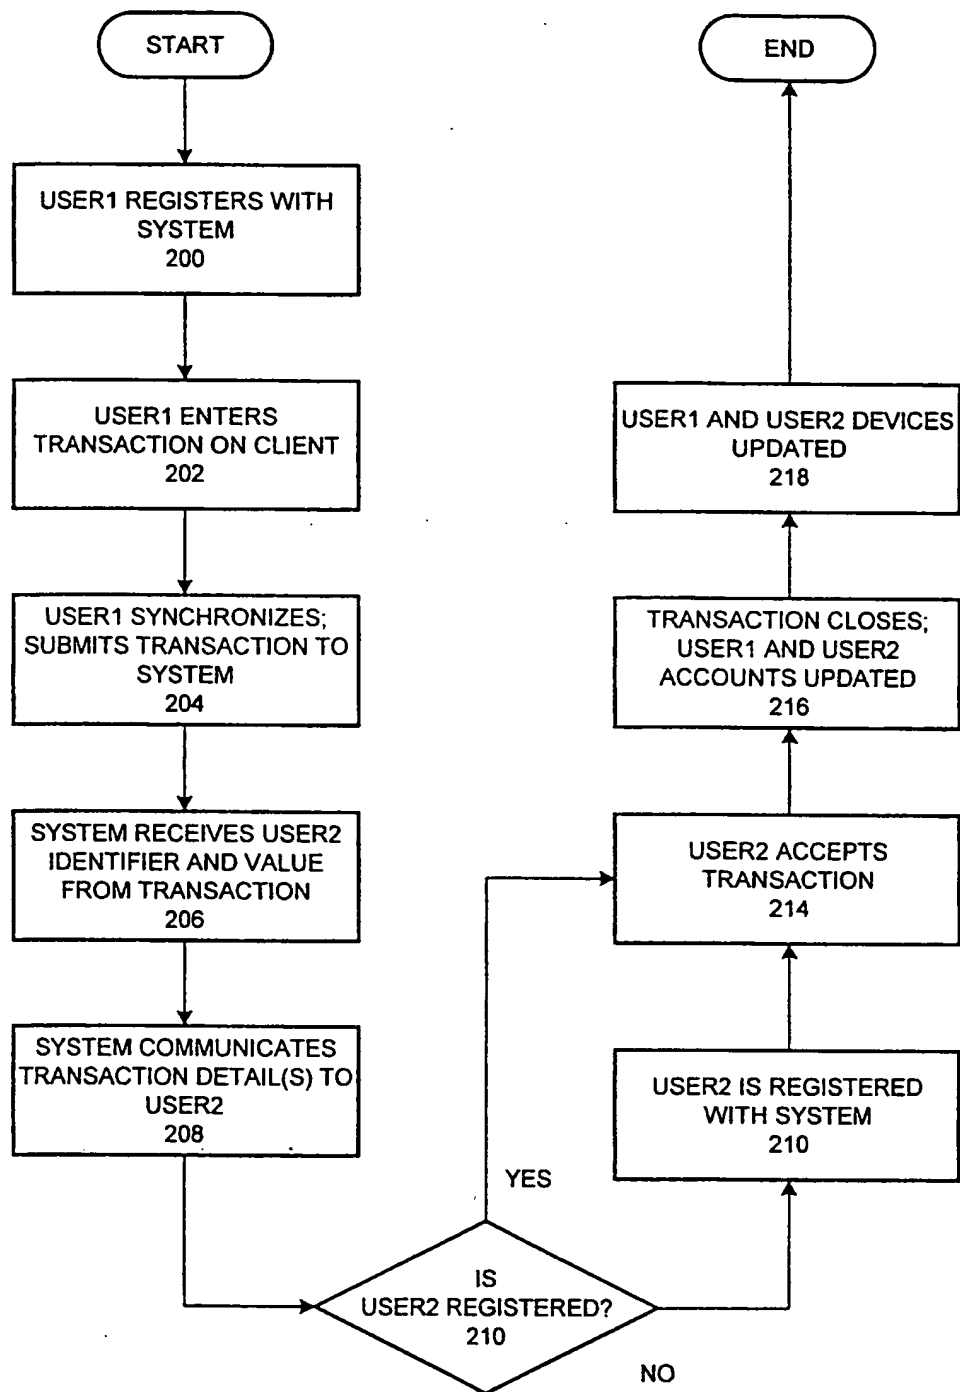 START
USER1 REGISTERS WITH
SYSTEM
200
USER1 ENTERS
TRANSACTION ON CLIENT
202
USER1 SYNCHRONIZES;
SUBMITS TRANSACTION TO
SYSTEM
204
SYSTEM RECEIVES USER2
IDENTIFIER AND VALUE
FROM TRANSACTION
206
SYSTEM COMMUNICATES
TRANSACTION DETAIL(S) TO
USER2
208
IS
USER2 REGISTERED?
210
YES
NO
USER2 IS REGISTERED
WITH SYSTEM
210
USER2 ACCEPTS
TRANSACTION
214
TRANSACTION CLOSES;
USER1 AND USER2
ACCOUNTS UPDATED
216
USER1 AND USER2 DEVICES
UPDATED
218
END